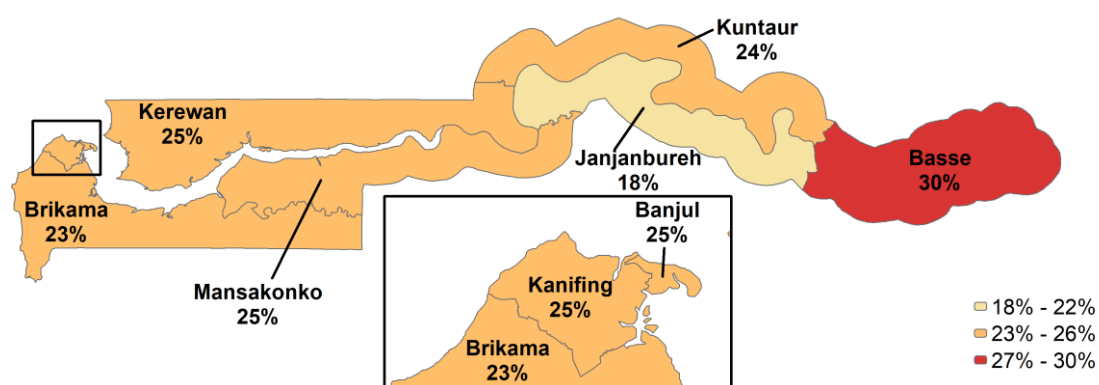 Kuntaur
24%
Kerewan
25%
Janjanbureh
18%
Basse
30%
Brikama
23%
Mansakonko
25%
Banjul
25%
Kanifing
25%
Brikama
23%
18% - 22%
23% - 26%
27% - 30%